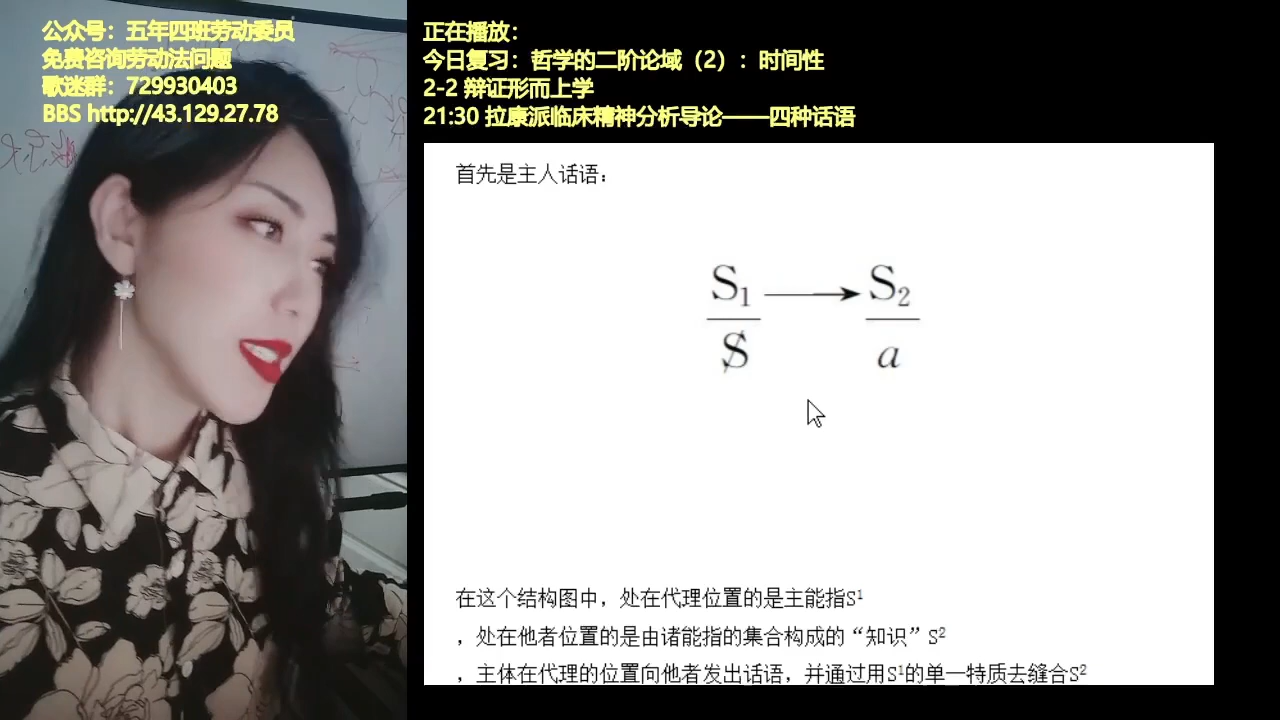 公众号：五年四班劳动委员
免费咨询劳动法问题
歌迷群：729930403
BBS http://43.129.27.78
正在播放：
今日复习：哲学的二阶论域（2）：时间性
2-2 辩证形而上学
21:30 拉康派临床精神分析导论——四种话语
首先是主人话语：
S₁ → S₂
$ a
在这个结构图中，处在代理位置的是主能指S¹
，处在他者位置的是由诸能指的集合构成的“知识”S²
，主体在代理的位置向他者发出话语，并通过用S¹的单一特质去缝合S²